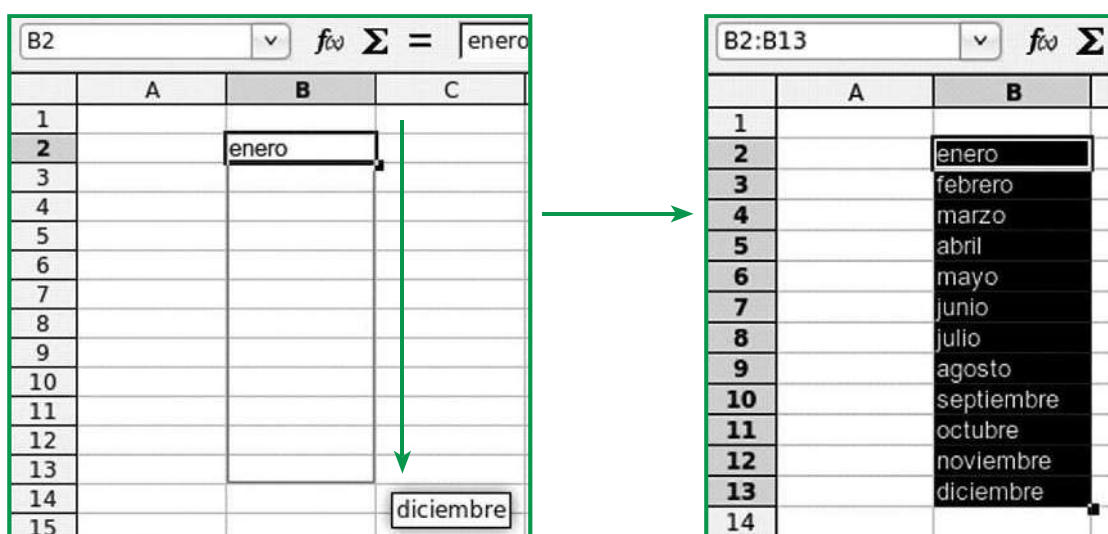 B2 f(x) Σ = enero
A B C
1
2 enero
3
4
5
6
7
8
9
10
11
12
13
14 diciembre
15
B2:B13 f(x) Σ
A B
1
2 enero
3 febrero
4 marzo
5 abril
6 mayo
7 junio
8 julio
9 agosto
10 septiembre
11 octubre
12 noviembre
13 diciembre
14